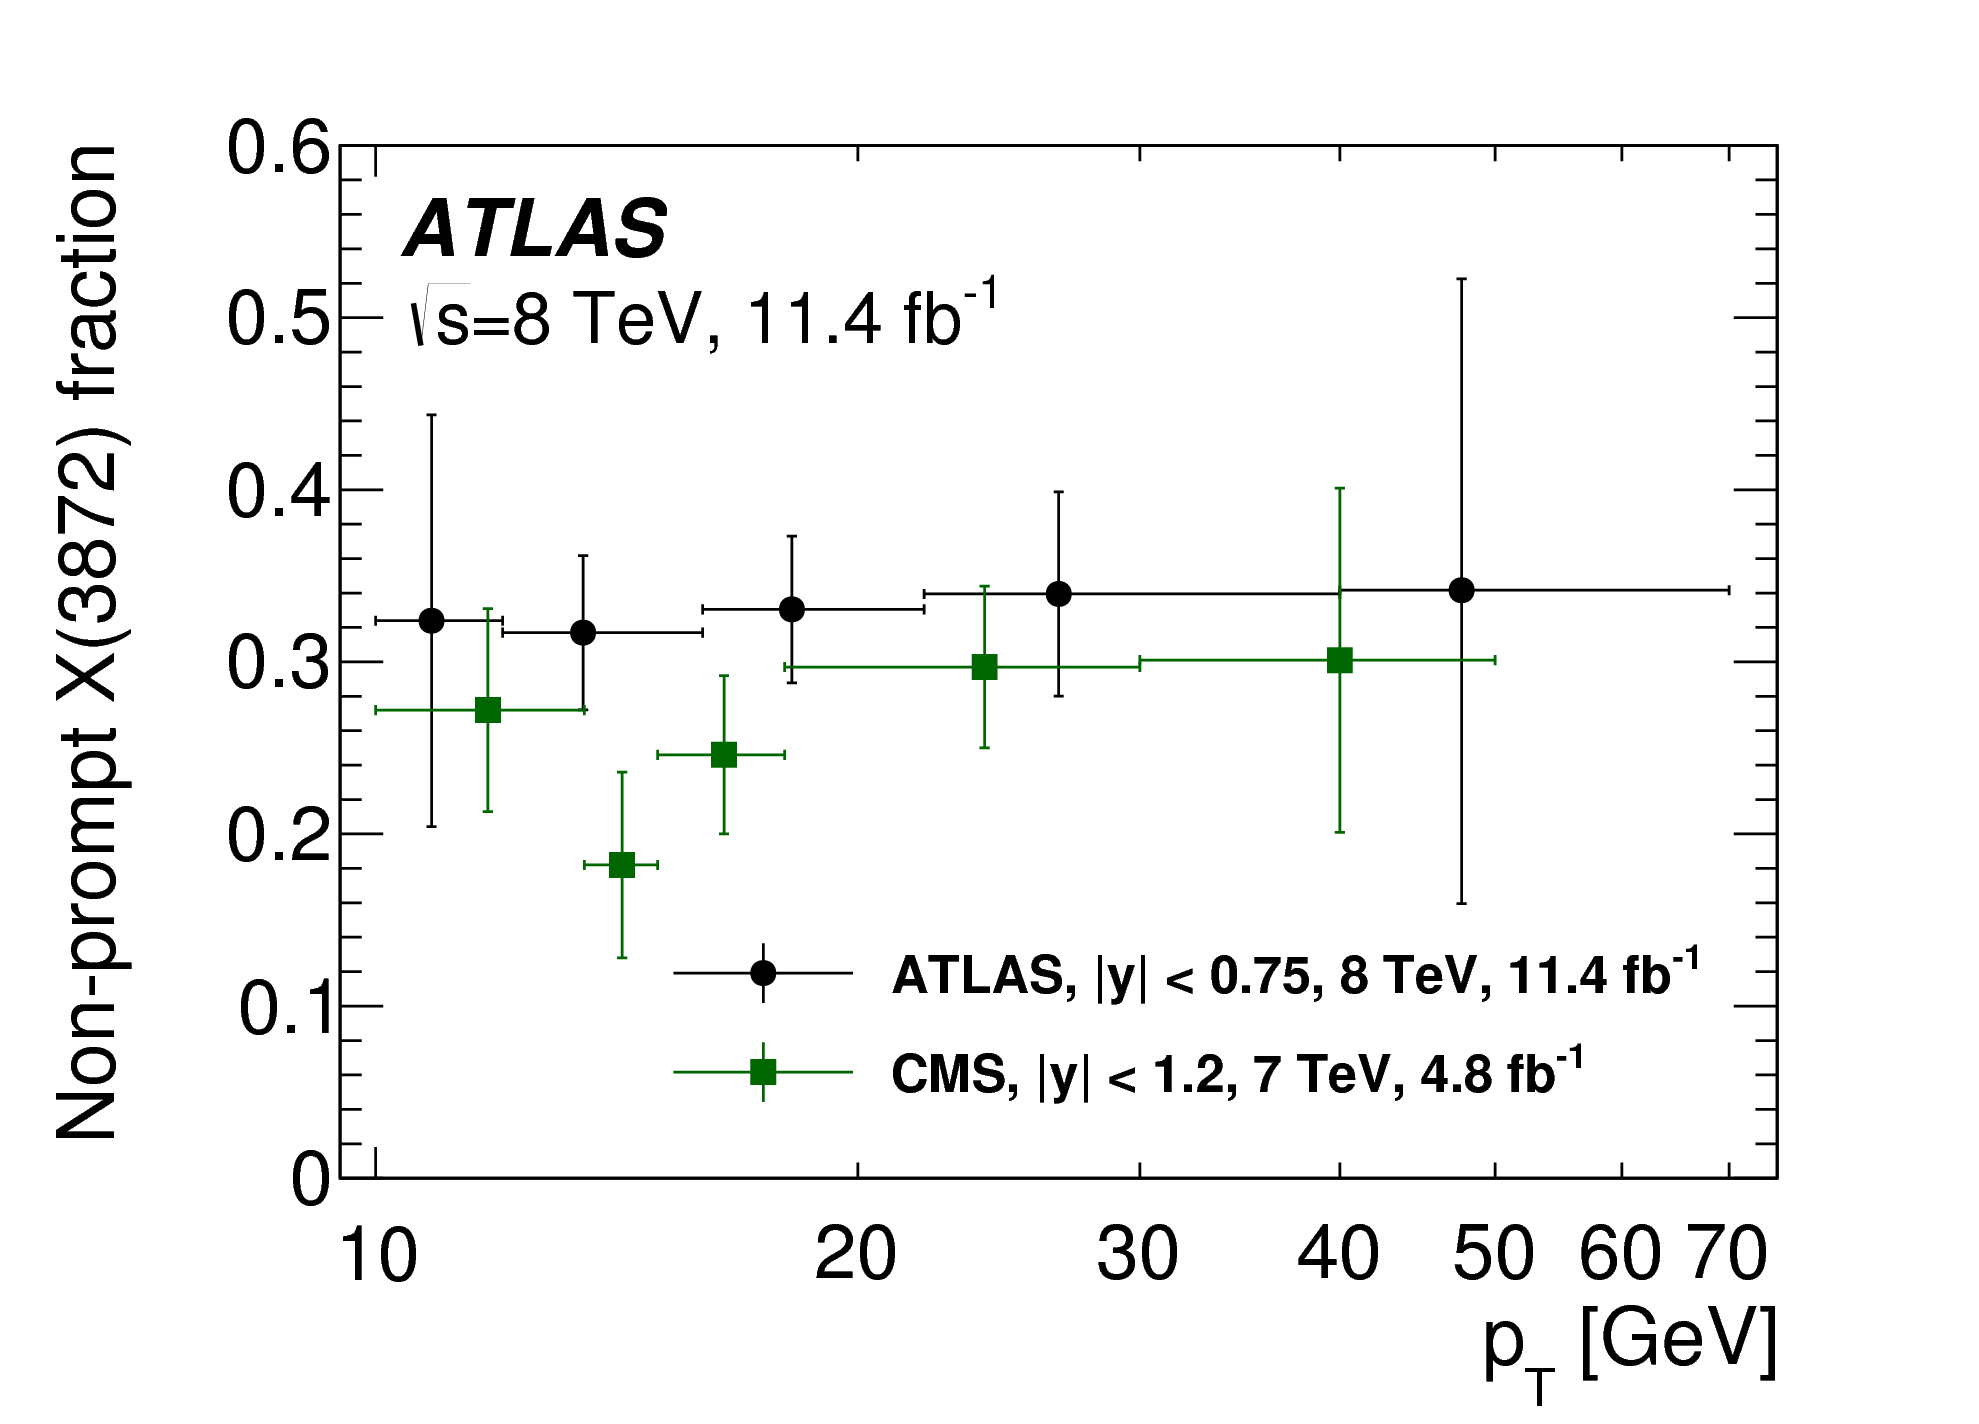 Non-prompt X(3872) fraction
0.6
0.5
0.4
0.3
0.2
0.1
0
ATLAS
√s=8 TeV, 11.4 fb⁻¹
ATLAS, |y| < 0.75, 8 TeV, 11.4 fb⁻¹
CMS, |y| < 1.2, 7 TeV, 4.8 fb⁻¹
10 20 30 40 50 60 70
p_T [GeV]